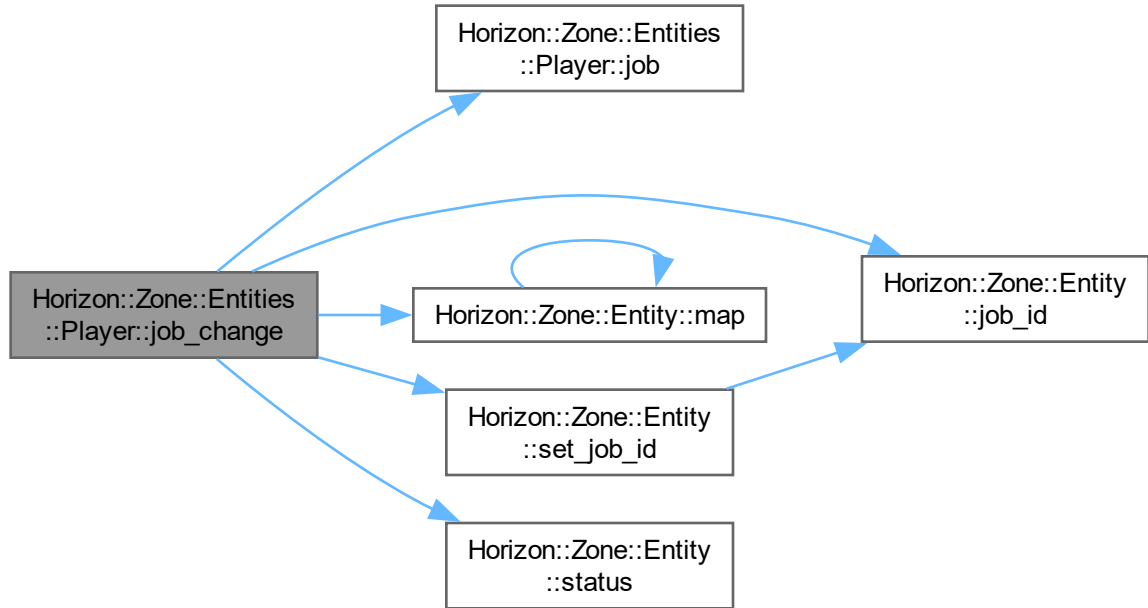 Horizon::Zone::Entities
::Player::job
Horizon::Zone::Entities
::Player::job_change
Horizon::Zone::Entity::map
Horizon::Zone::Entity
::job_id
Horizon::Zone::Entity
::set_job_id
Horizon::Zone::Entity
::status